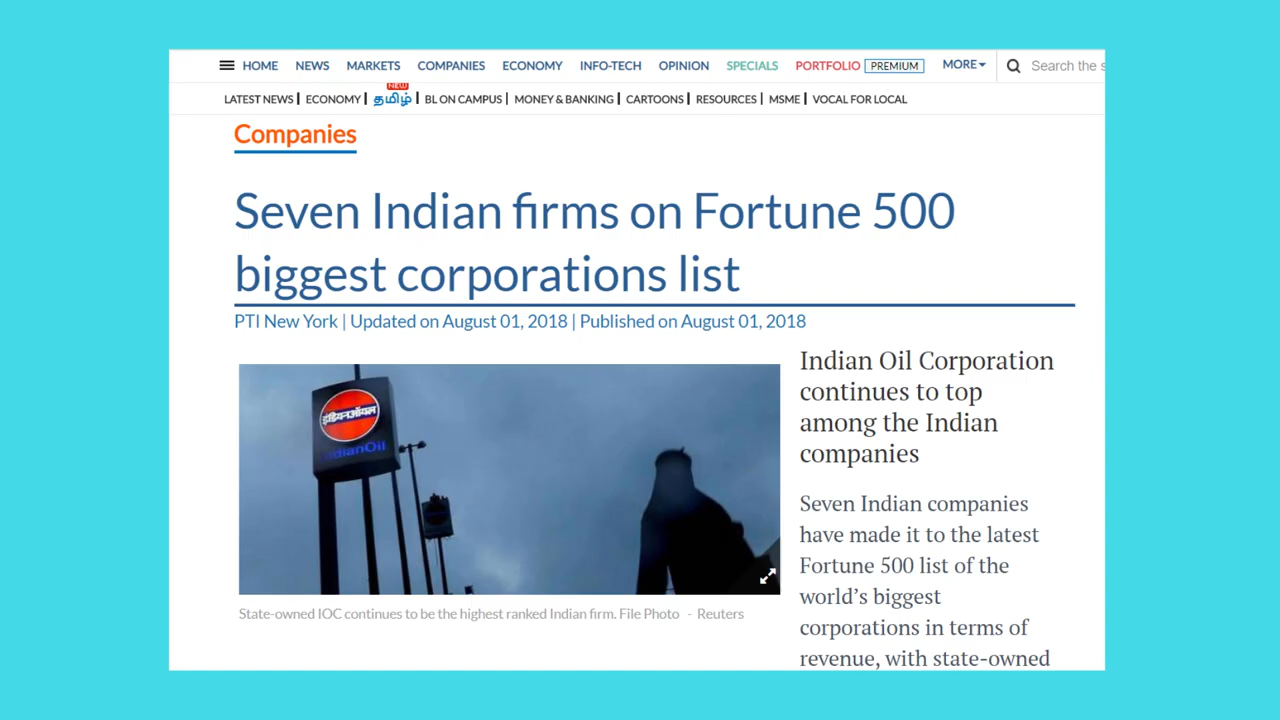 HOME NEWS MARKETS COMPANIES ECONOMY INFO-TECH OPINION SPECIALS PORTFOLIO PREMIUM MORE Search the s
NEW
LATEST NEWS | ECONOMY | தமிழ் | BL ON CAMPUS | MONEY & BANKING | CARTOONS | RESOURCES | MSME | VOCAL FOR LOCAL
Companies
Seven Indian firms on Fortune 500
biggest corporations list
PTI New York | Updated on August 01, 2018 | Published on August 01, 2018
इंडियनऑयल
IndianOil
State-owned IOC continues to be the highest ranked Indian firm. File Photo - Reuters
Indian Oil Corporation
continues to top
among the Indian
companies
Seven Indian companies
have made it to the latest
Fortune 500 list of the
world's biggest
corporations in terms of
revenue, with state-owned